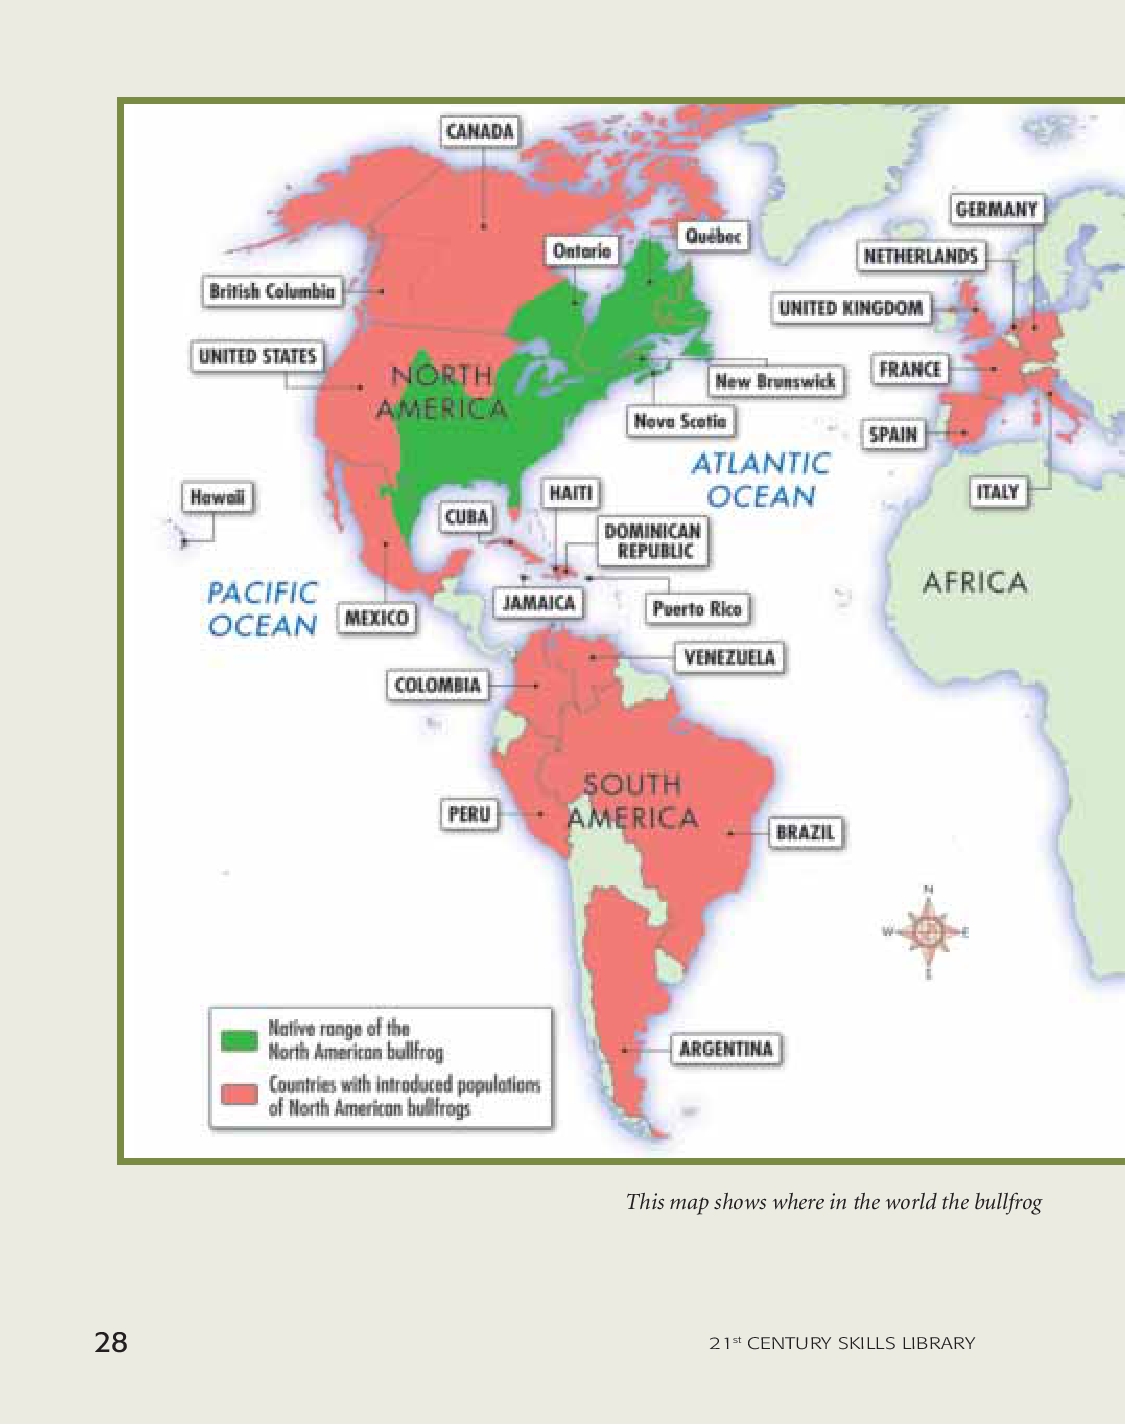 CANADA
GERMANY
Ontario
Québec
NETHERLANDS
British Columbia
UNITED KINGDOM
UNITED STATES
FRANCE
NORTH
AMERICA
New Brunswick
Nova Scotia
SPAIN
ATLANTIC
OCEAN
ITALY
Hawaii
HAITI
CUBA
DOMINICAN
REPUBLIC
AFRICA
PACIFIC
OCEAN
MEXICO
JAMAICA
Puerto Rico
VENEZUELA
COLOMBIA
SOUTH
AMERICA
PERU
BRAZIL
N
W
E
S
ARGENTINA
Native range of the
North American bullfrog
Countries with introduced populations
of North American bullfrogs
This map shows where in the world the bullfrog
28
21st CENTURY SKILLS LIBRARY